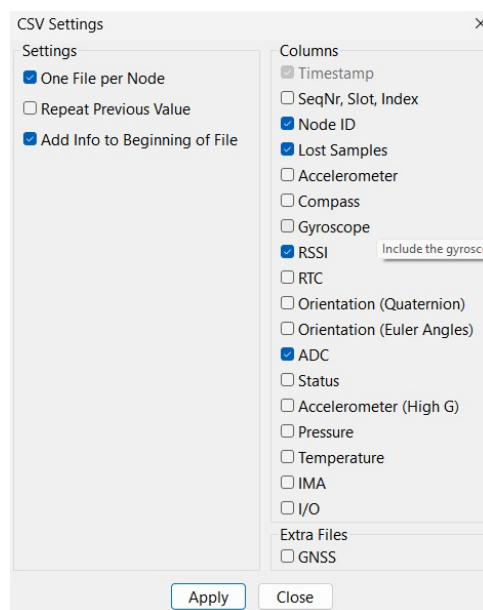 CSV Settings
Settings
One File per Node
Repeat Previous Value
Add Info to Beginning of File
Columns
Timestamp
SeqNr, Slot, Index
Node ID
Lost Samples
Accelerometer
Compass
Gyroscope
RSSI
Include the
RTC
Orientation (Quaternion)
Orientation (Euler Angles)
ADC
Status
Accelerometer (High G)
Pressure
Temperature
IMA
I/O
Extra Files
GNSS
Apply
Close